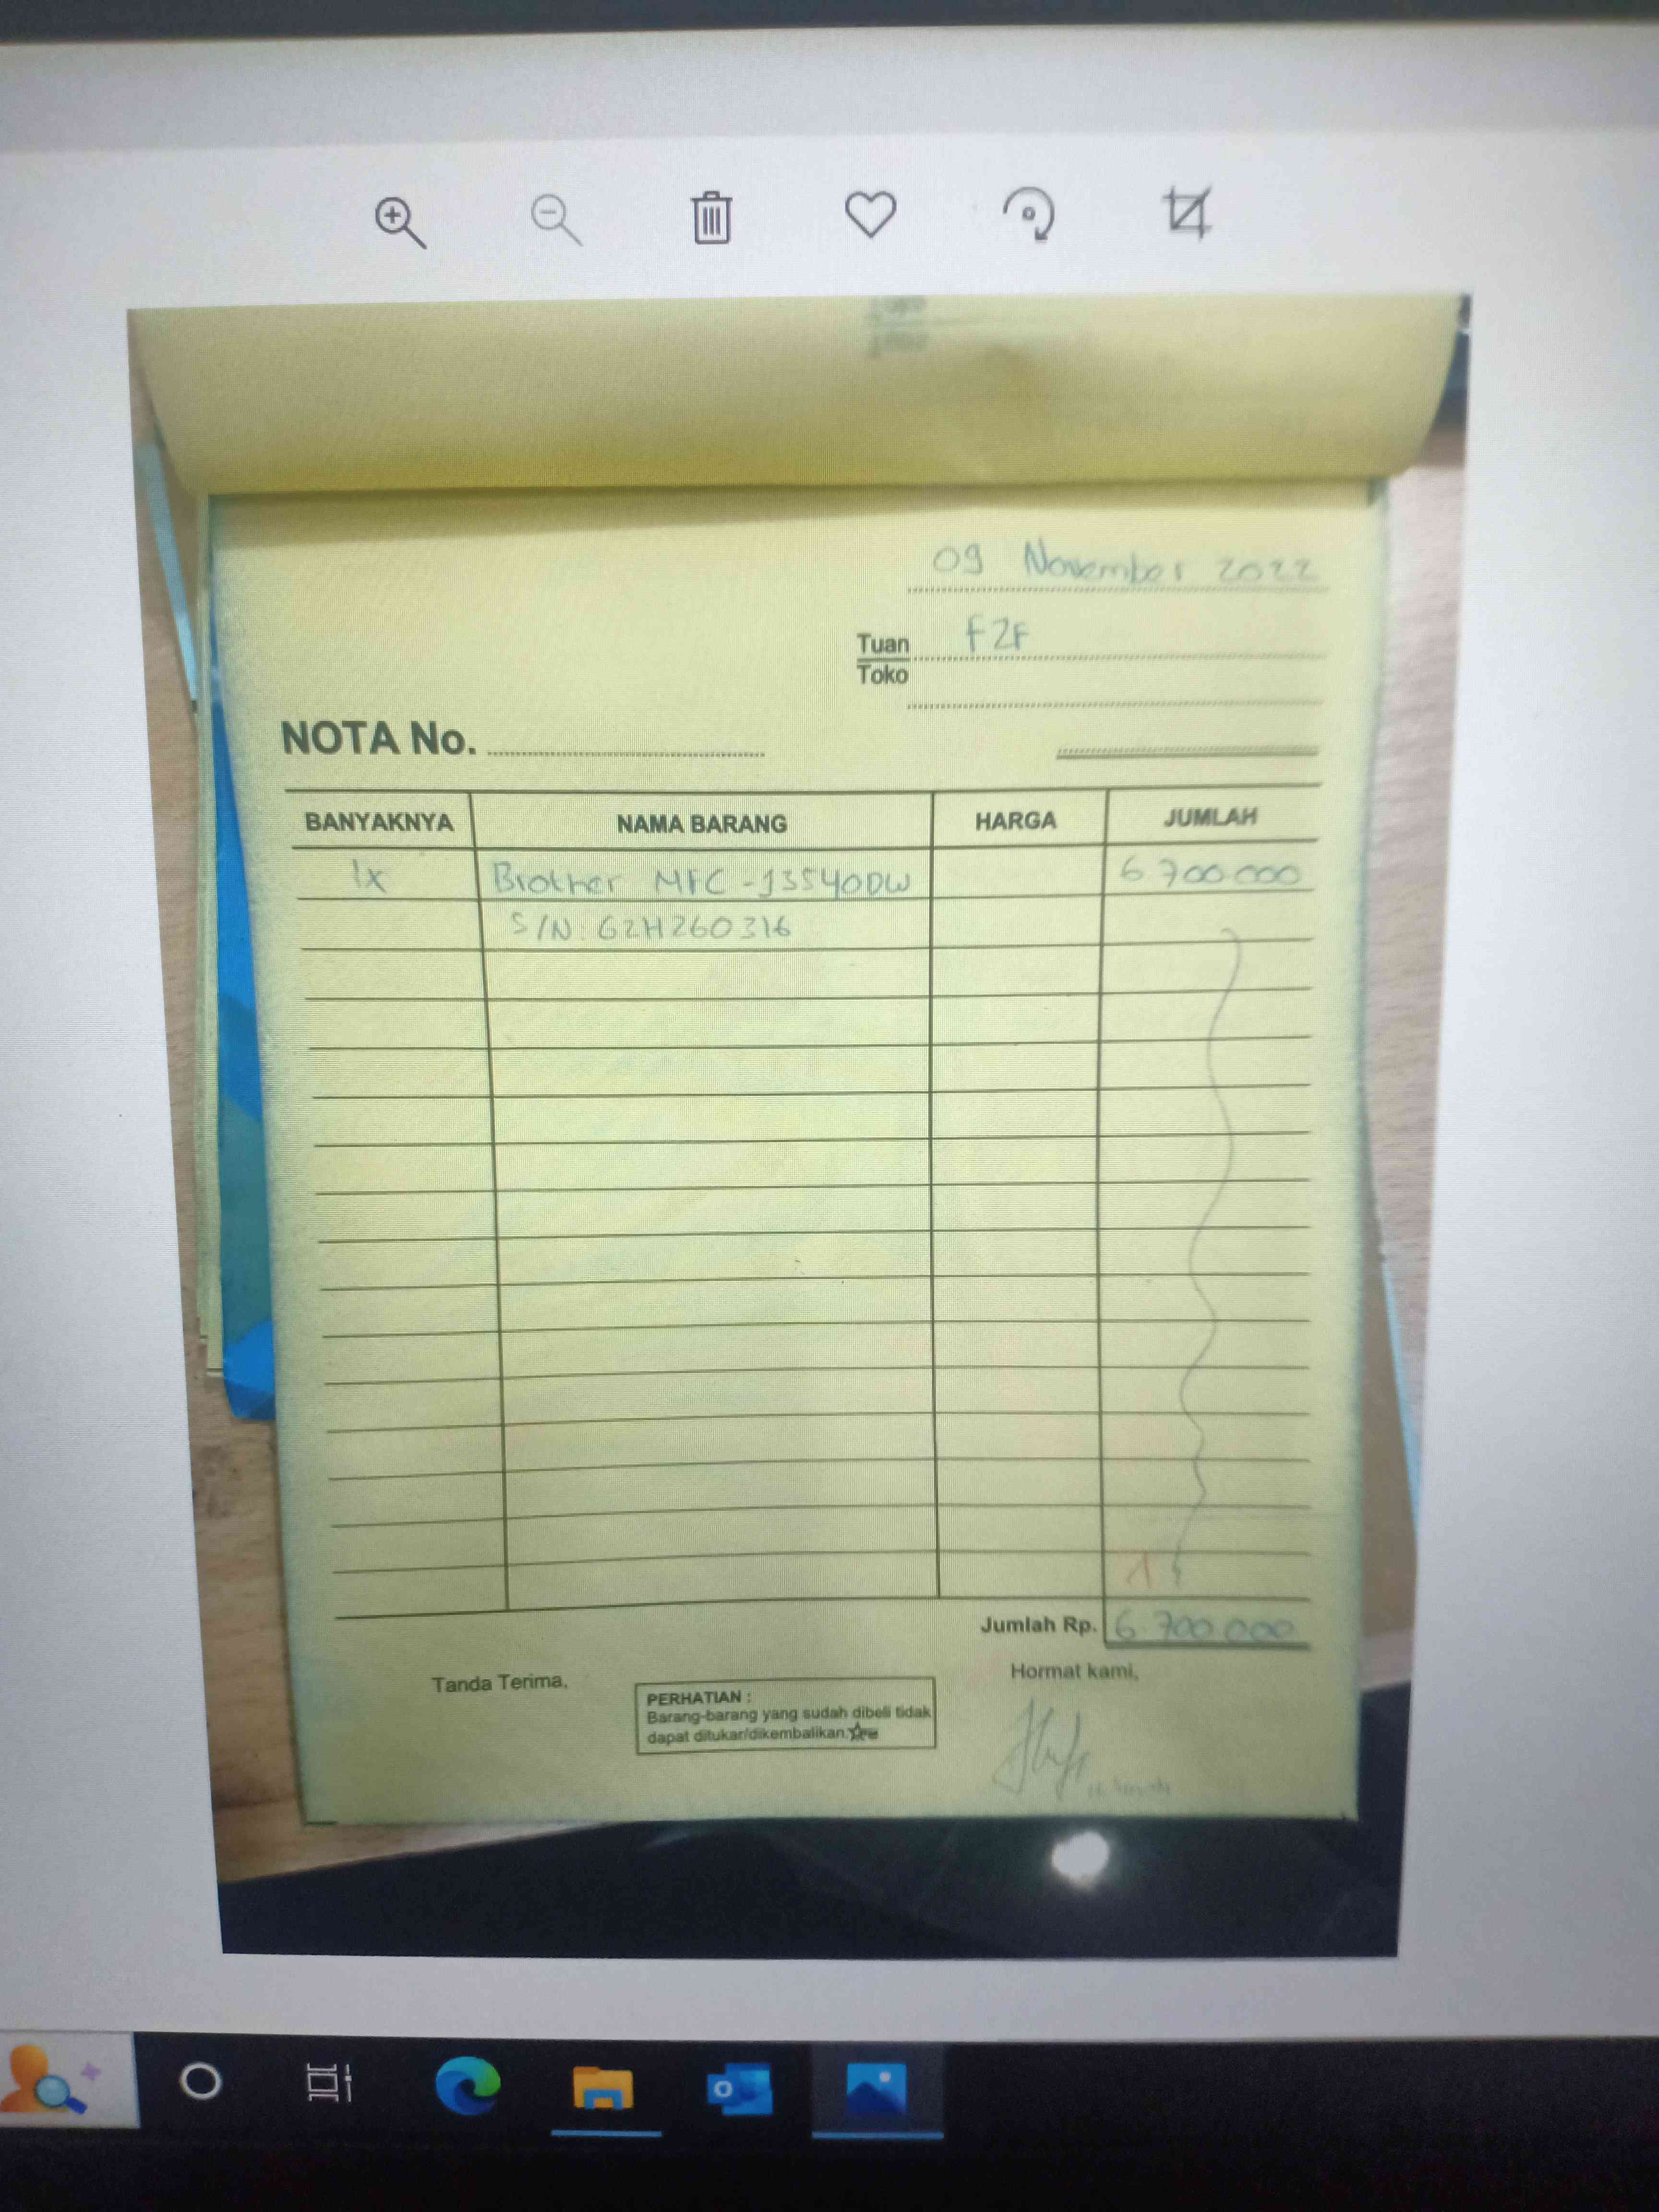 09 November 2022
Tuan F2F
Toko
NOTA No.
BANYAKNYA NAMA BARANG HARGA JUMLAH
1x Brother MFC-J3540DW 6.700.000
S/N. G2H260316
Jumlah Rp. 6.700.000
Tanda Terima,
Hormat kami,
PERHATIAN :
Barang-barang yang sudah dibeli tidak
dapat ditukar/dikembalikan.